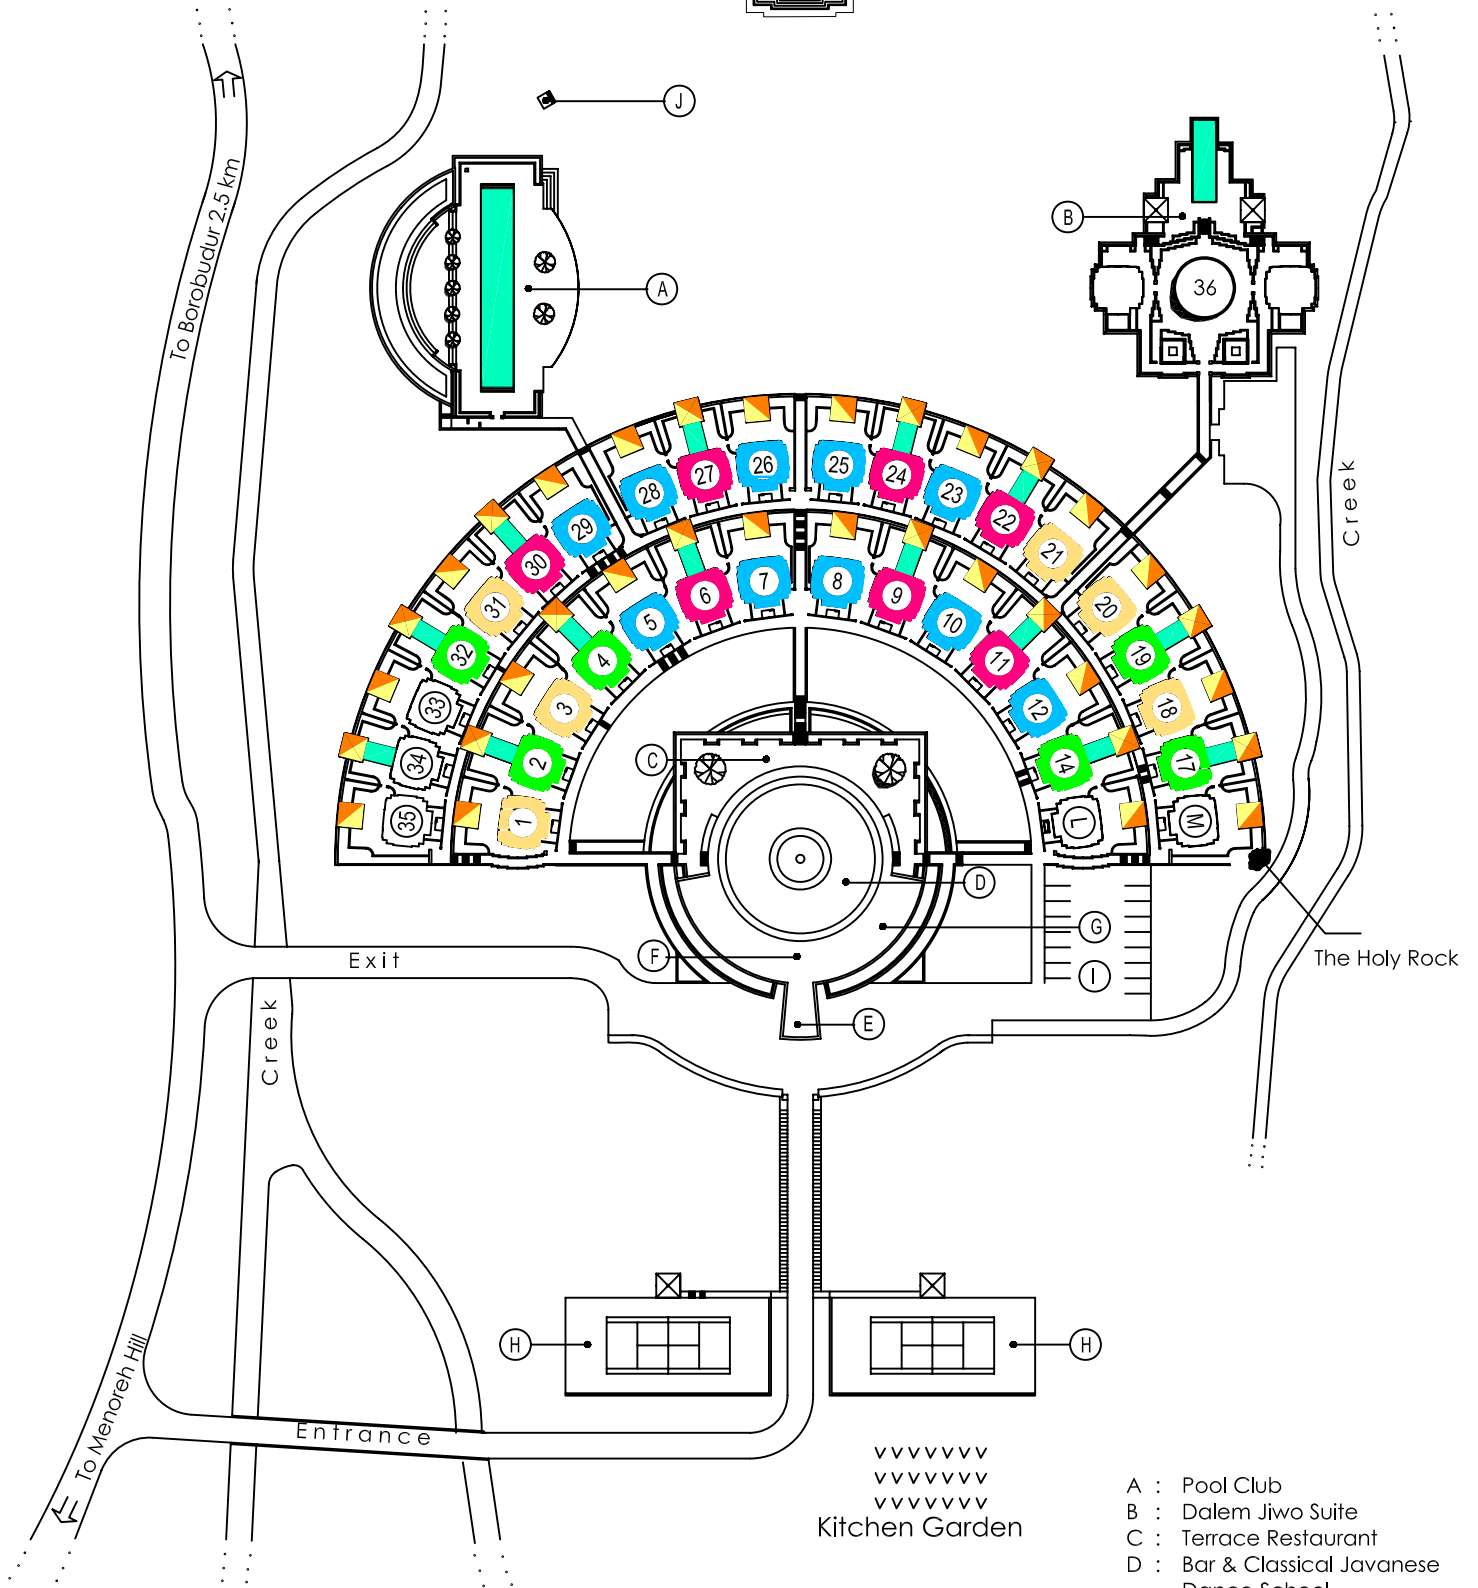 J
To Borobudur 2.5 km
B
A
36
26
25
27
24
28
23
29
22
30
21
31
20
32
19
33
18
34
17
35
M
7
8
6
9
5
10
4
11
3
12
2
14
1
L
Creek
C
D
G
F
I
E
The Holy Rock
Exit
Creek
H
H
To Menoreh Hill
Entrance
Kitchen Garden
A : Pool Club
B : Dalem Jiwo Suite
C : Terrace Restaurant
D : Bar & Classical Javanese
Dance School